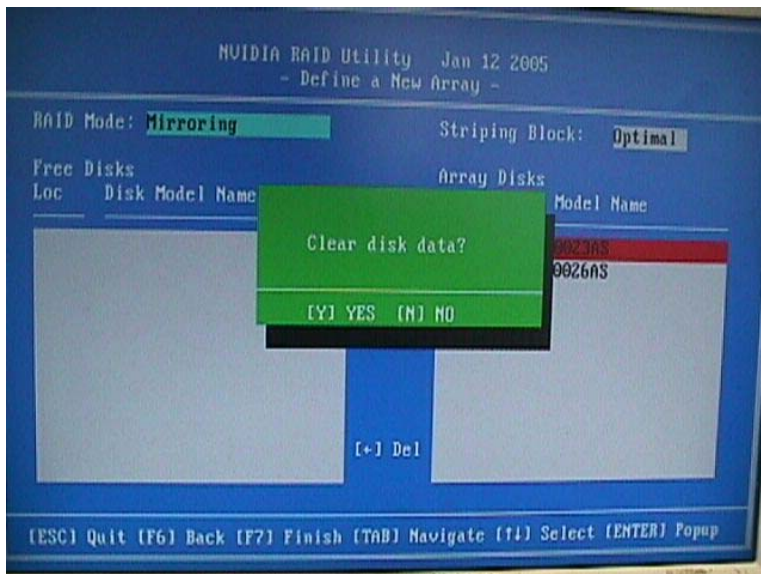 NVIDIA RAID Utility Jan 12 2005
- Define a New Array -
RAID Mode: Mirroring Striping Block: Optimal
Free Disks Array Disks
Loc Disk Model Name Model Name
Clear disk data?
0023AS
0026AS
[Y] YES [N] NO
[←] Del
[ESC] Quit [F6] Back [F7] Finish [TAB] Navigate [↑↓] Select [ENTER] Popup